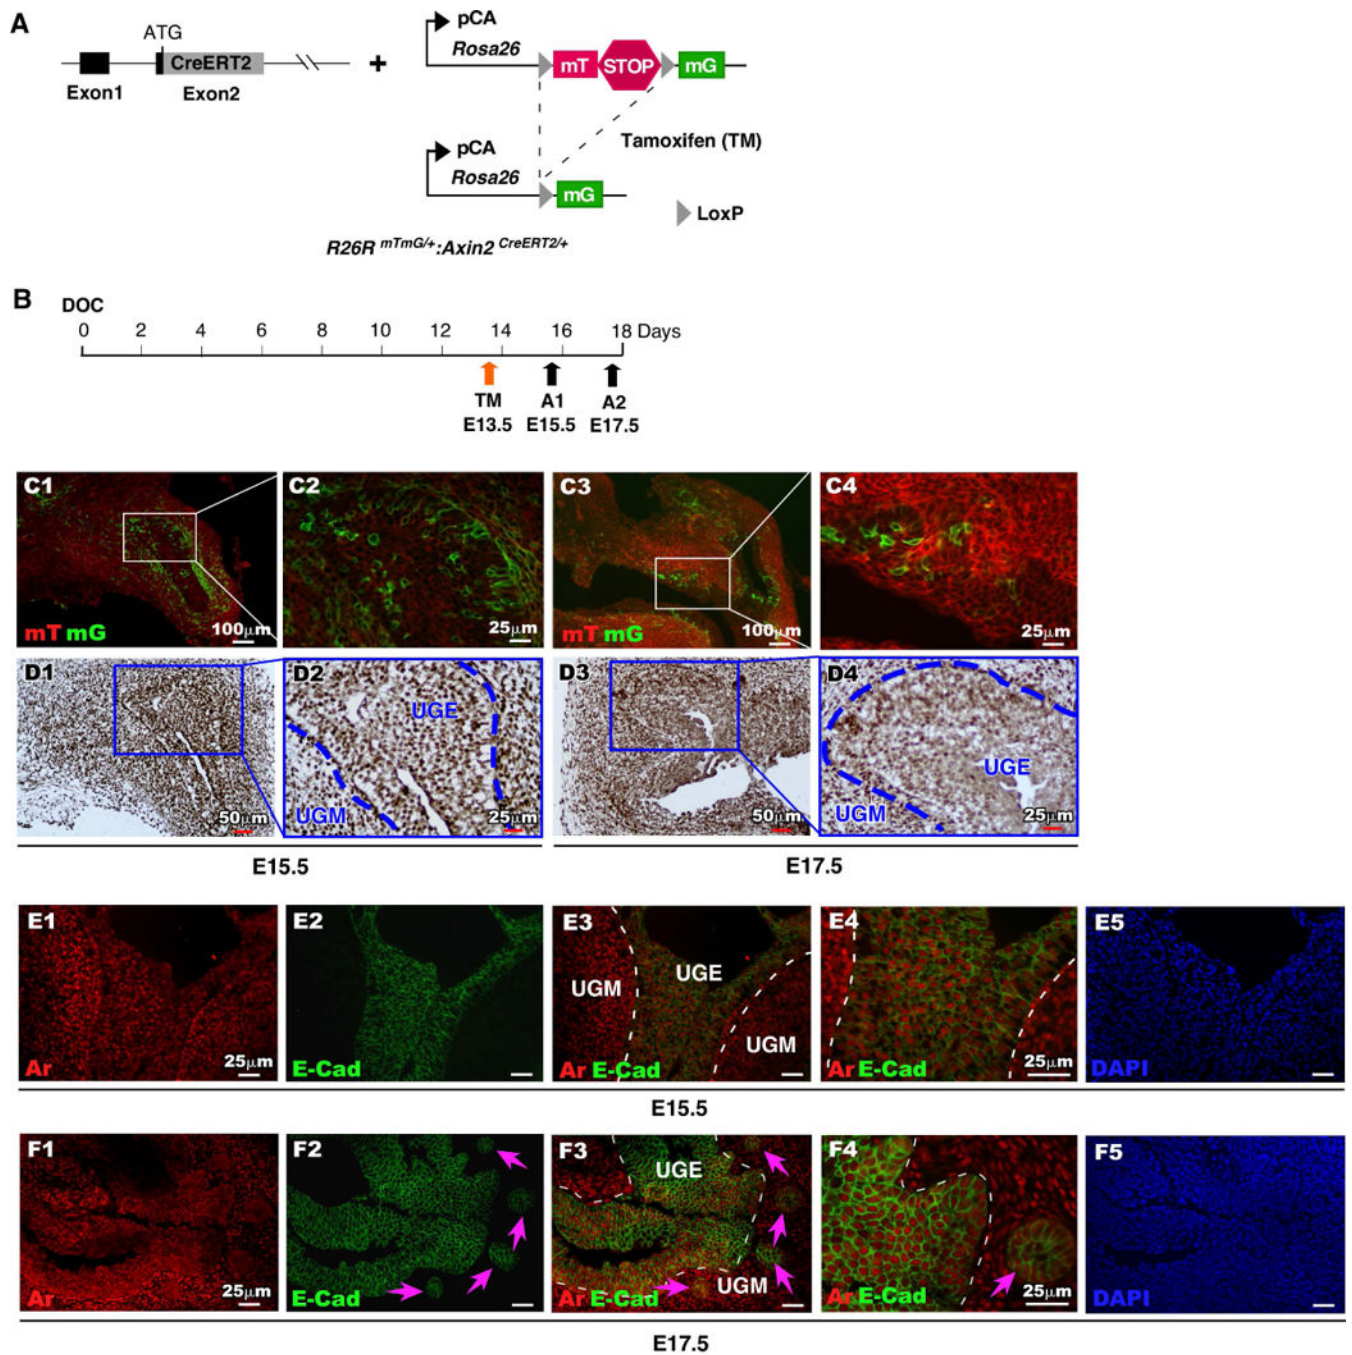 A
ATG
CreERT2
Exon1 Exon2
+
pCA
Rosa26
mT STOP mG
Tamoxifen (TM)
pCA
Rosa26
mG
LoxP
R26R mTmG/+:Axin2 CreERT2/+
B
DOC
0 2 4 6 8 10 12 14 16 18 Days
TM A1 A2
E13.5 E15.5 E17.5
C1 C2 C3 C4
mT mG 100μm 25μm mT mG 100μm 25μm
D1 D2 D3 D4
UGE UGE
UGM UGM
50μm 25μm 50μm 25μm
E15.5 E17.5
E1 E2 E3 E4 E5
UGM UGE UGM
Ar 25μm E-Cad Ar E-Cad Ar E-Cad 25μm DAPI
E15.5
F1 F2 F3 F4 F5
UGE
UGM
Ar 25μm E-Cad Ar E-Cad Ar E-Cad 25μm DAPI
E17.5